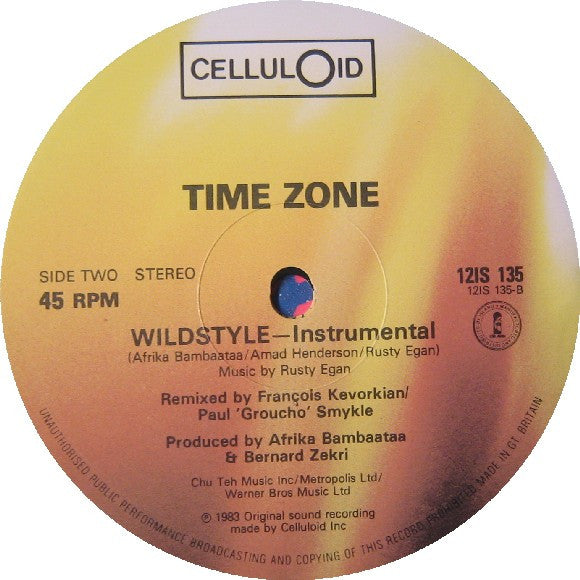 CELLULOID
TIME ZONE
SIDE TWO STEREO
45 RPM
12IS 135
12IS 135-B
WILDSTYLE—Instrumental
(Afrika Bambaataa/Amad Henderson/Rusty Egan)
Music by Rusty Egan
Remixed by François Kevorkian/
Paul 'Groucho' Smykle
Produced by Afrika Bambaataa
& Bernard Zekri
Chu Teh Music Inc/Metropolis Ltd/
Warner Bros Music Ltd
℗ 1983 Original sound recording
made by Celluloid Inc
UNAUTHORISED PUBLIC PERFORMANCE BROADCASTING AND COPYING OF THIS RECORD PROHIBITED MADE IN GT. BRITAIN